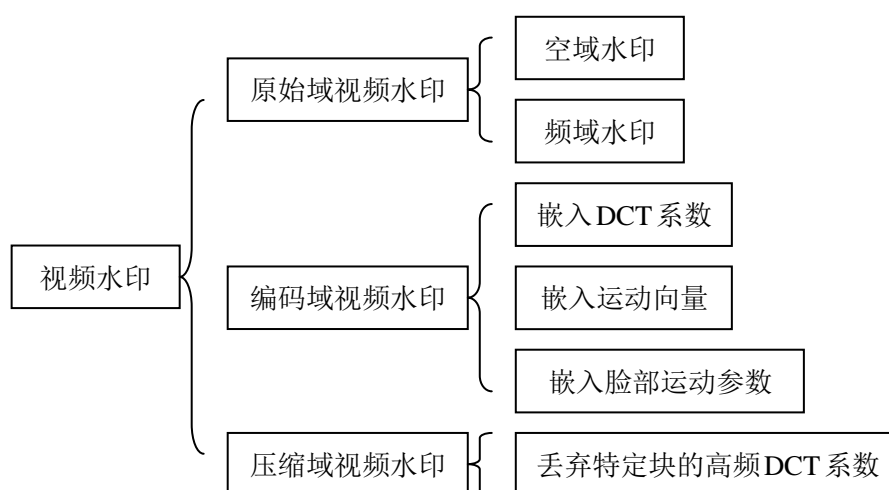 视频水印
原始域视频水印
空域水印
频域水印
编码域视频水印
嵌入DCT系数
嵌入运动向量
嵌入脸部运动参数
压缩域视频水印
丢弃特定块的高频DCT系数